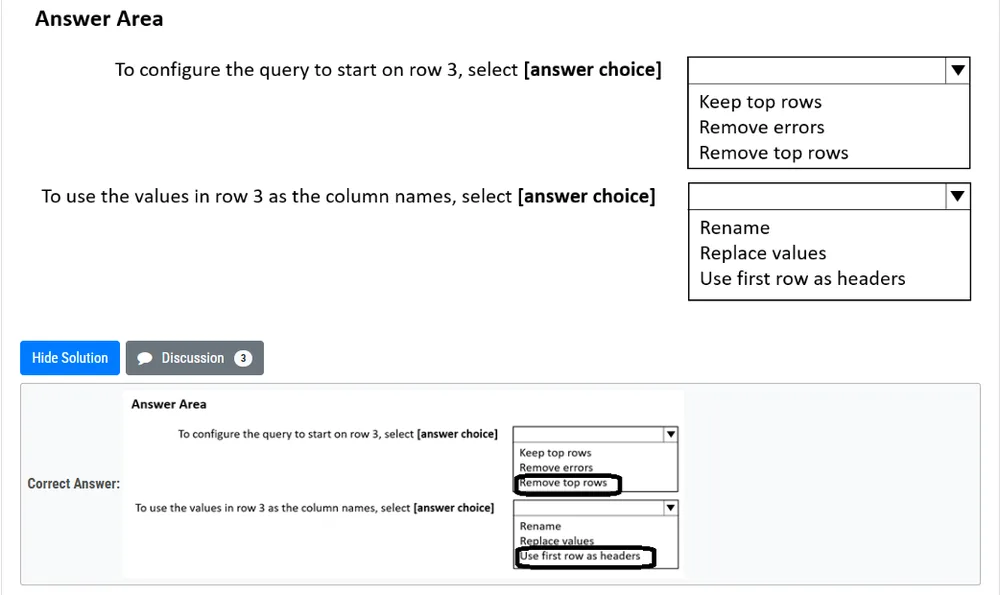 Answer Area
To configure the query to start on row 3, select [answer choice]
Keep top rows
Remove errors
Remove top rows
To use the values in row 3 as the column names, select [answer choice]
Rename
Replace values
Use first row as headers
Hide Solution
Discussion 3
Answer Area
To configure the query to start on row 3, select [answer choice]
Keep top rows
Remove errors
Remove top rows
Correct Answer:
To use the values in row 3 as the column names, select [answer choice]
Rename
Replace values
Use first row as headers